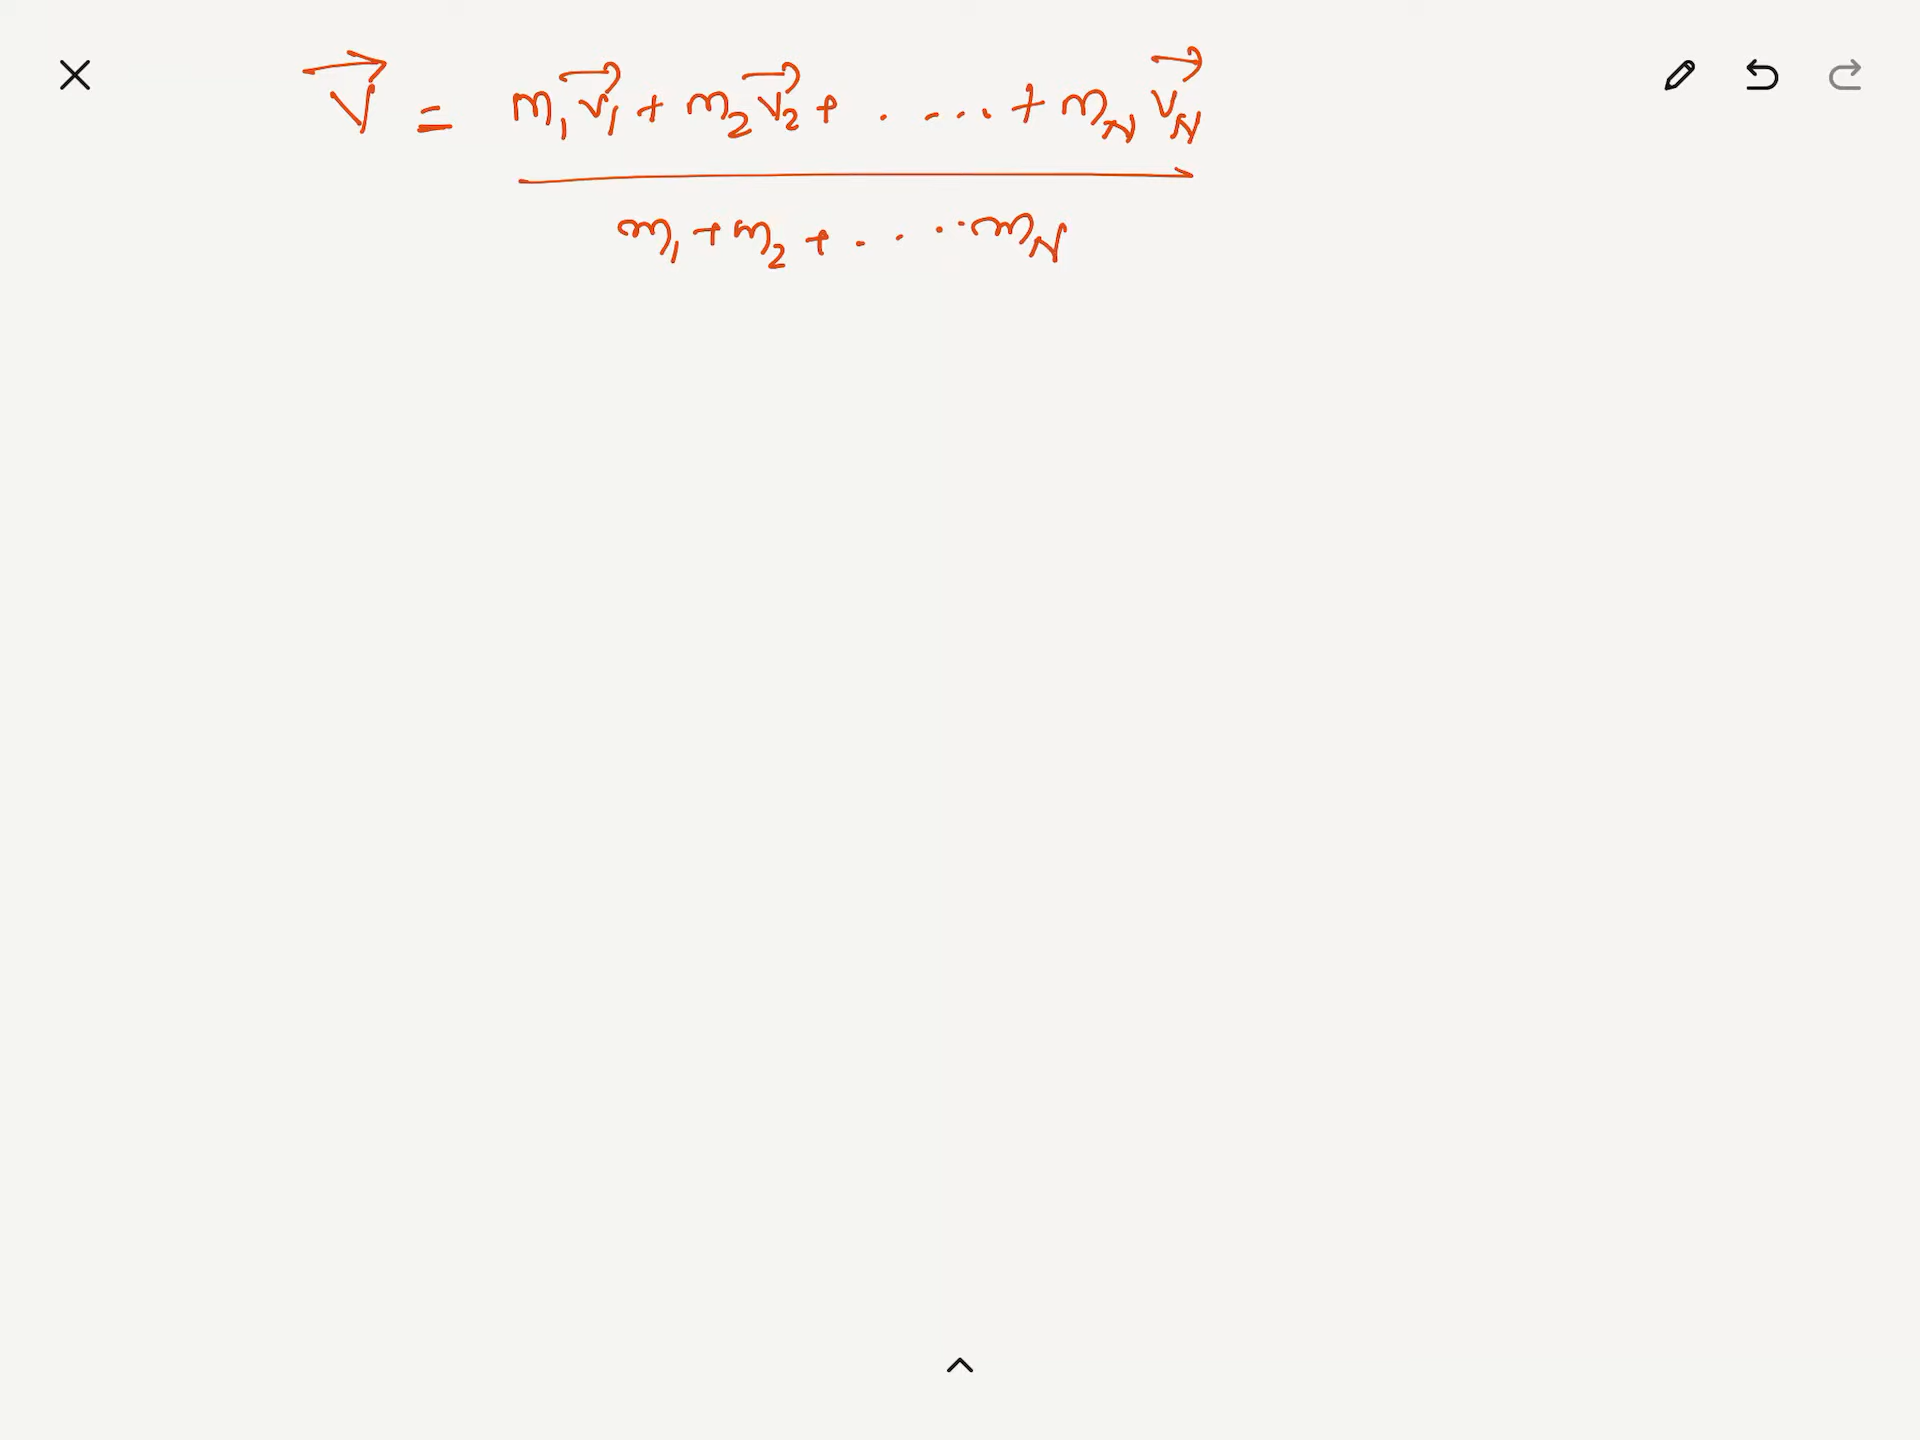 V⃗ = m₁v⃗₁ + m₂v⃗₂ + . . . . . + m_N v⃗_N
m₁ + m₂ + . . . . . m_N